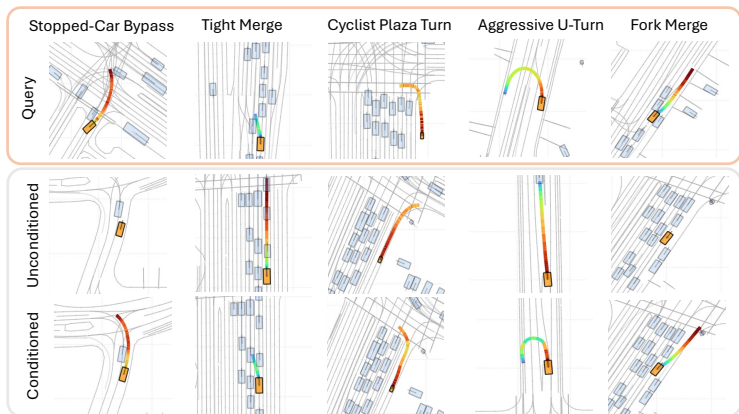 Stopped-Car Bypass Tight Merge Cyclist Plaza Turn Aggressive U-Turn Fork Merge
Query
Unconditioned
Conditioned